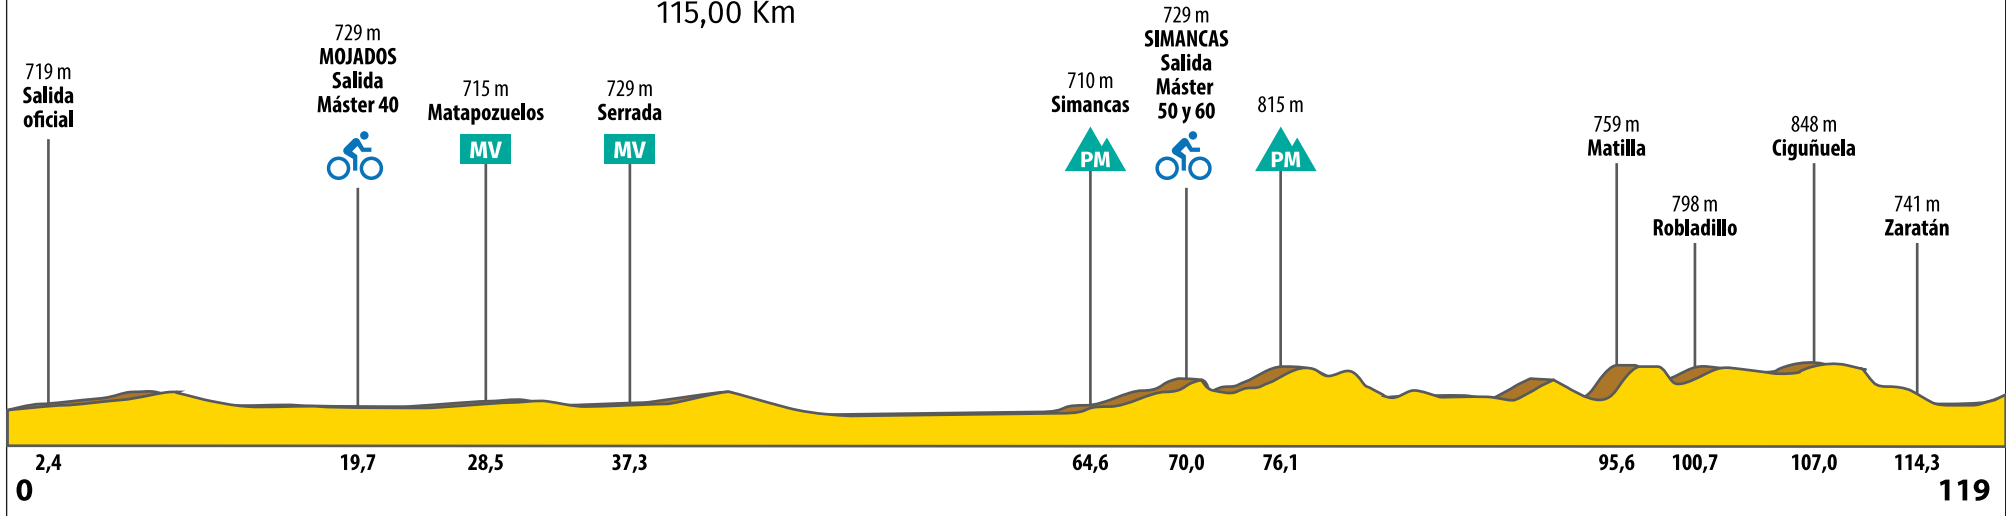 115,00 Km
719 m
Salida
oficial
729 m
MOJADOS
Salida
Máster 40
715 m
Matapozuelos
MV
729 m
Serrada
MV
710 m
Simancas
PM
729 m
SIMANCAS
Salida
Máster
50 y 60
815 m
PM
759 m
Matilla
798 m
Robladillo
848 m
Ciguñuela
741 m
Zaratán
2,4
19,7
28,5
37,3
64,6
70,0
76,1
95,6
100,7
107,0
114,3
0
119